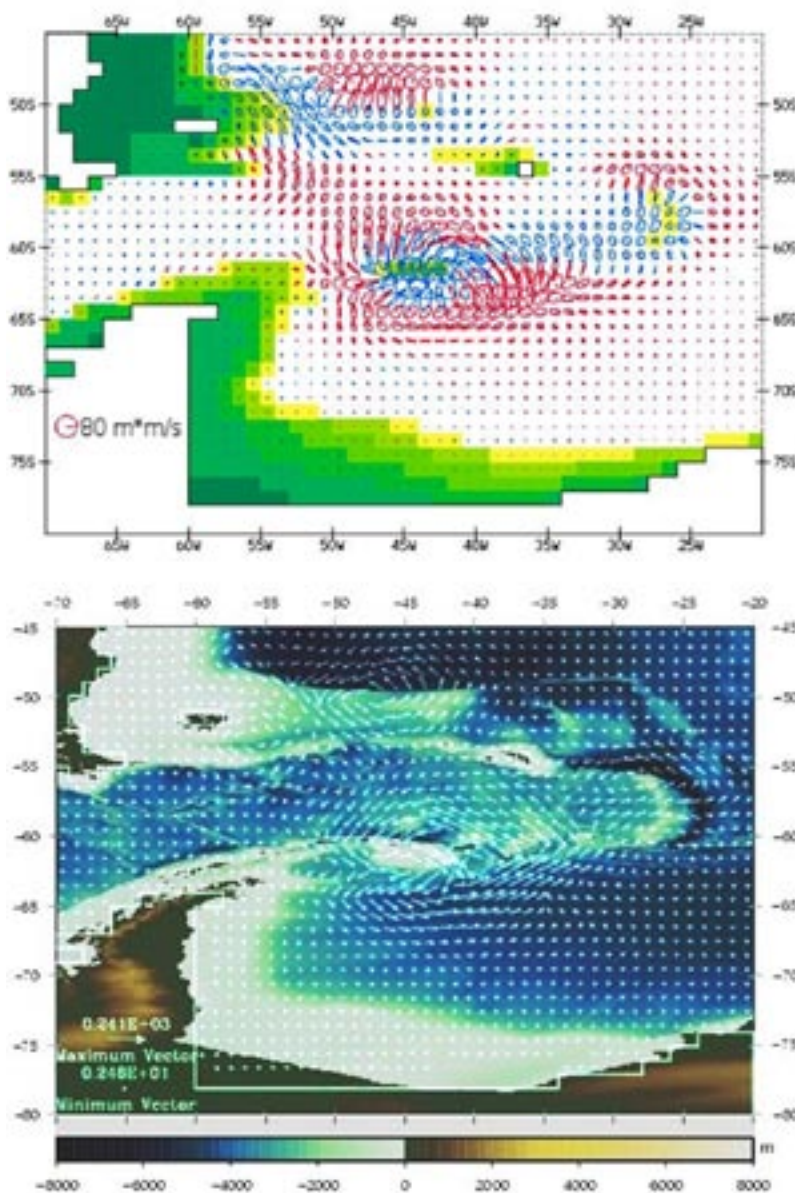 65W 60W 55W 50W 45W 40W 35W 30W 25W
50S 50S
55S 55S
60S 60S
65S 65S
70S 70S
80 m*m/s
75S 75S
65W 60W 55W 50W 45W 40W 35W 30W 25W
-70 -65 -60 -55 -50 -45 -40 -35 -30 -25 -20
-45 -45
-50 -50
-55 -55
-60 -60
-65 -65
-70 -70
0.241E-03
-75 Maximum Vector -75
0.246E+01
Minimum Vector
-80 -80
m
-8000 -6000 -4000 -2000 0 2000 4000 6000 8000